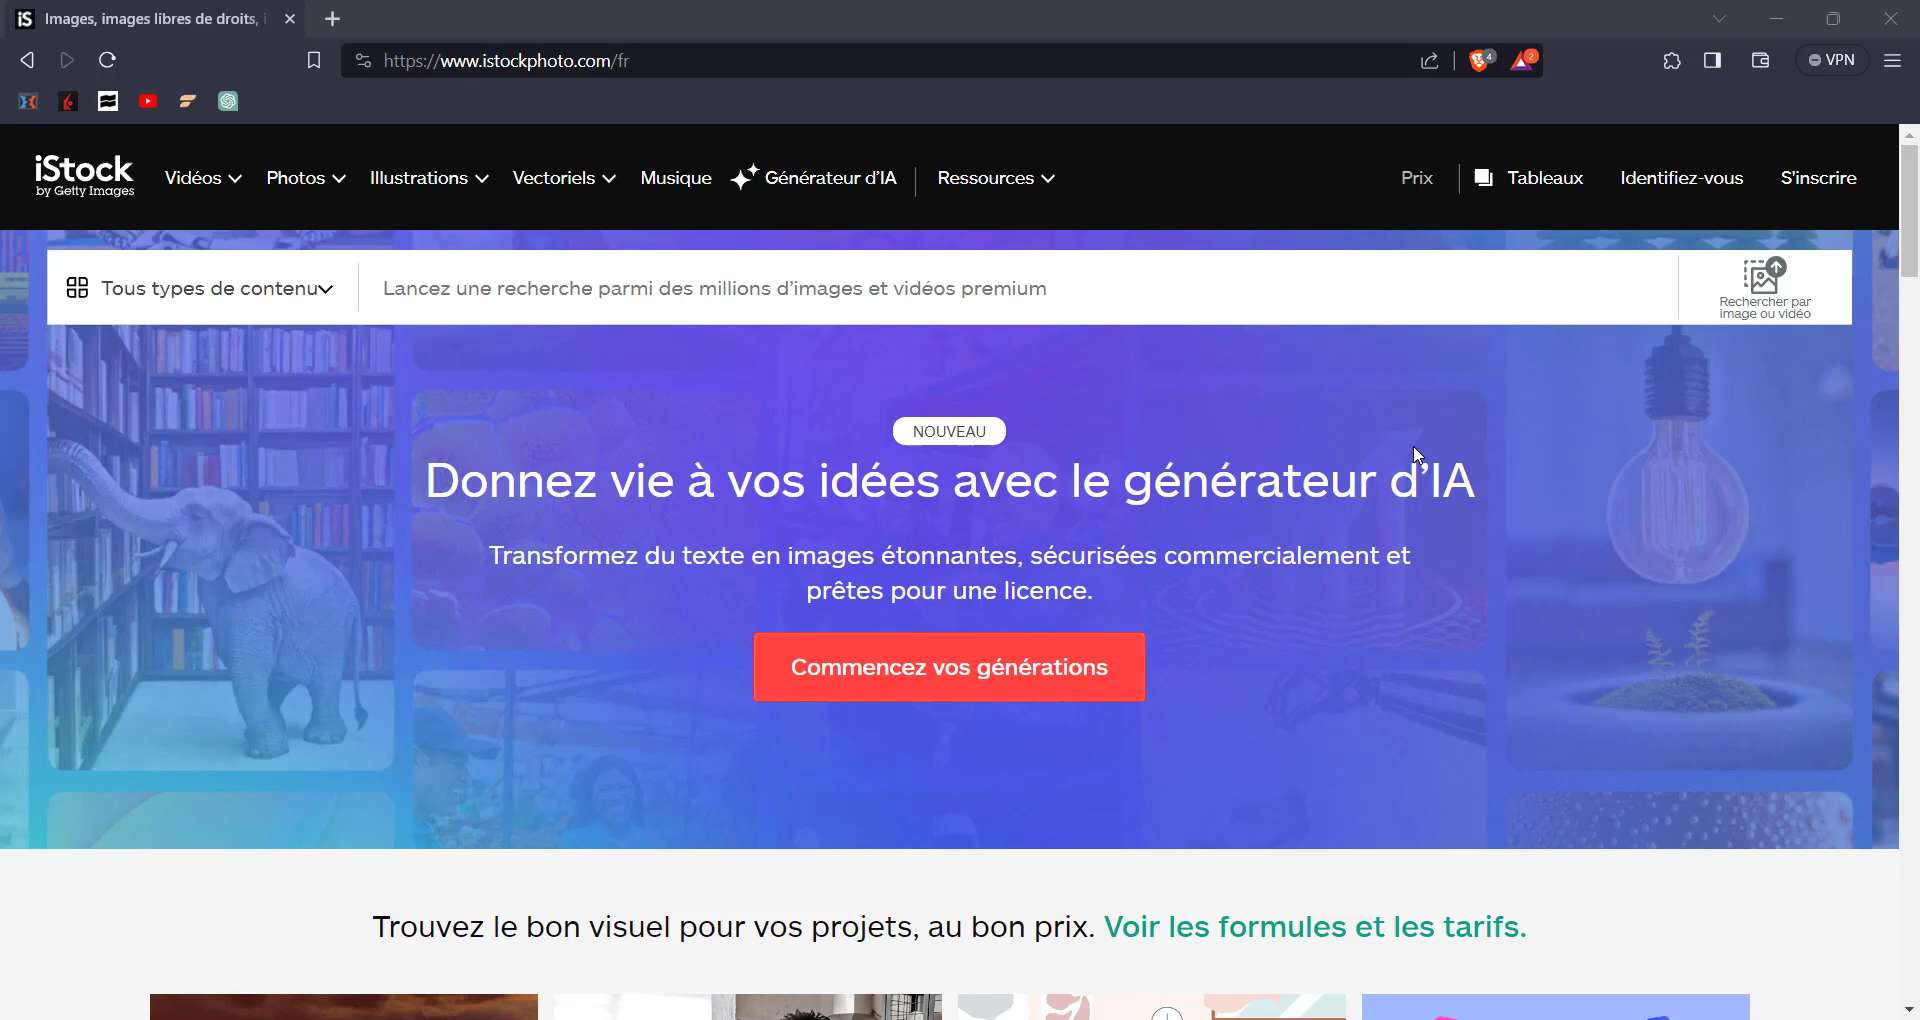 iS Images, images libres de droits, i
https://www.istockphoto.com/fr
4
2
VPN
iStock
by Getty Images
Vidéos
Photos
Illustrations
Vectoriels
Musique
Générateur d'IA
Ressources
Prix
Tableaux
Identifiez-vous
S'inscrire
Tous types de contenu
Lancez une recherche parmi des millions d'images et vidéos premium
Rechercher par
image ou vidéo
NOUVEAU
Donnez vie à vos idées avec le générateur d'IA
Transformez du texte en images étonnantes, sécurisées commercialement et
prêtes pour une licence.
Commencez vos générations
Trouvez le bon visuel pour vos projets, au bon prix. Voir les formules et les tarifs.